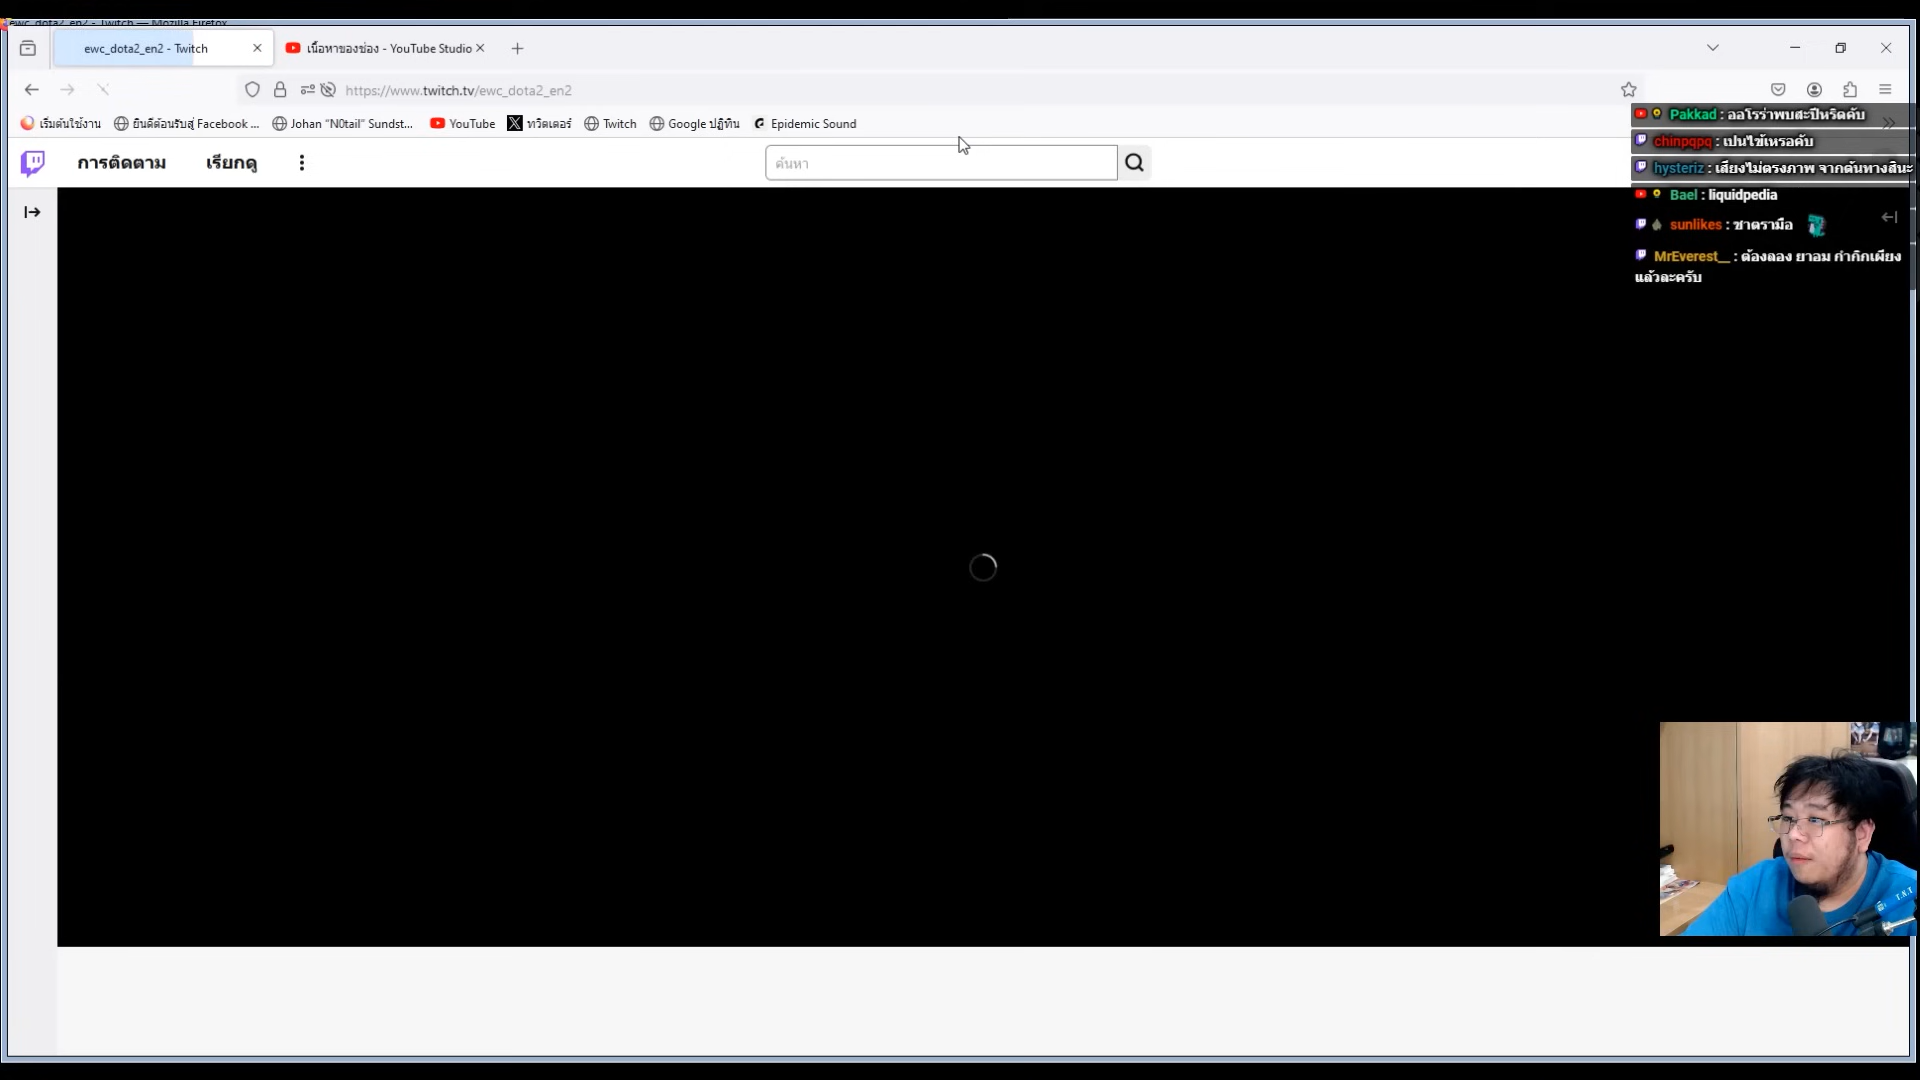 ewc_dota2_en2 - Twitch — Mozilla Firefox
ewc_dota2_en2 - Twitch
เนื้อหาของช่อง - YouTube Studio
https://www.twitch.tv/ewc_dota2_en2
เริ่มต้นใช้งาน
ยินดีต้อนรับสู่ Facebook ...
Johan "N0tail" Sundst...
YouTube
ทวิตเตอร์
Twitch
Google ปฏิทิน
Epidemic Sound
การติดตาม
เรียกดู
ค้นหา
Pakkad : ออโรร่าพบสะปีหริดคับ
chinpqpq : เปนไข้เหรอคับ
hysteriz : เสียงไม่ตรงภาพ จากต้นทางสินะ
Bael : liquidpedia
sunlikes : ชาตรามือ
MrEverest__ : ต้องลอง ยาอม กำกิกเผียง
แล้วละครับ